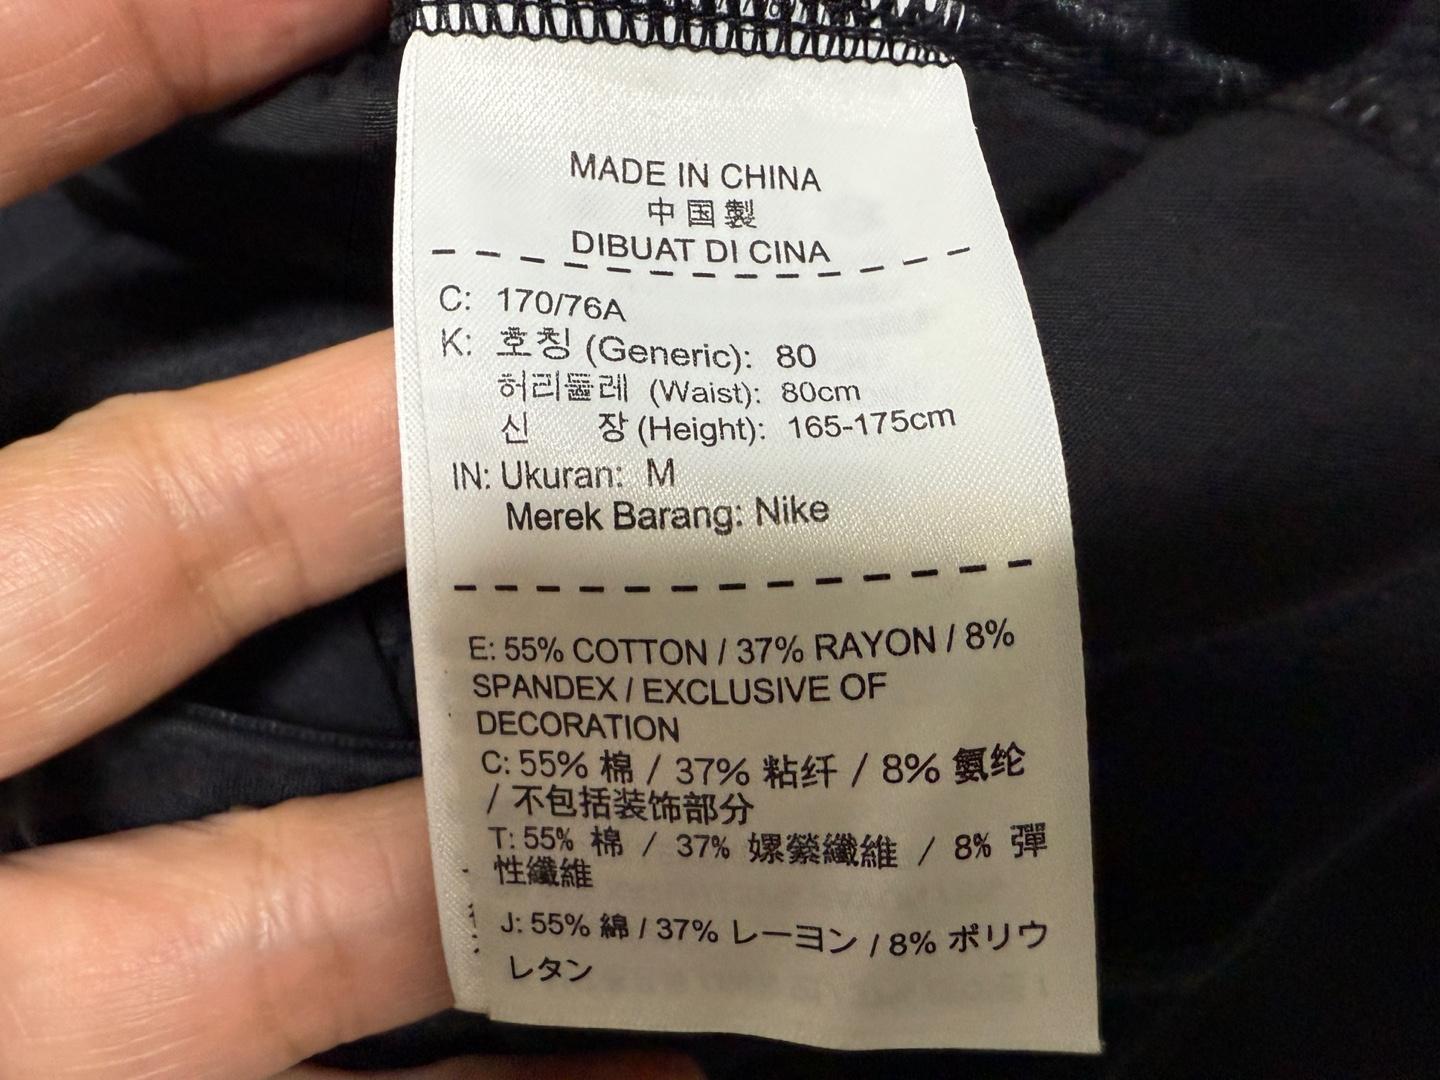 MADE IN CHINA
中国製
DIBUAT DI CINA
C: 170/76A
K: 호칭 (Generic): 80
허리둘레 (Waist): 80cm
신 장 (Height): 165-175cm
IN: Ukuran: M
Merek Barang: Nike
E: 55% COTTON / 37% RAYON / 8%
SPANDEX / EXCLUSIVE OF
DECORATION
C: 55% 棉 / 37% 粘纤 / 8% 氨纶
/ 不包括装饰部分
T: 55% 棉 / 37% 嫘縈纖維 / 8% 彈
性纖維
J: 55% 綿 / 37% レーヨン / 8% ポリウ
レタン